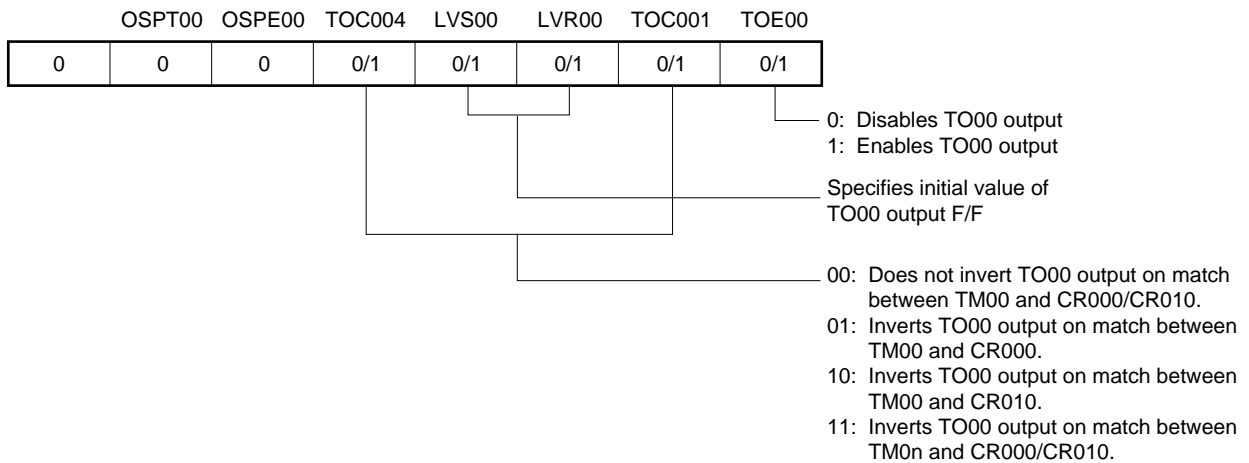 OSPT00 OSPE00 TOC004 LVS00 LVR00 TOC001 TOE00
0 0 0 0/1 0/1 0/1 0/1 0/1
0: Disables TO00 output
1: Enables TO00 output
Specifies initial value of
TO00 output F/F
00: Does not invert TO00 output on match
between TM00 and CR000/CR010.
01: Inverts TO00 output on match between
TM00 and CR000.
10: Inverts TO00 output on match between
TM00 and CR010.
11: Inverts TO00 output on match between
TM0n and CR000/CR010.